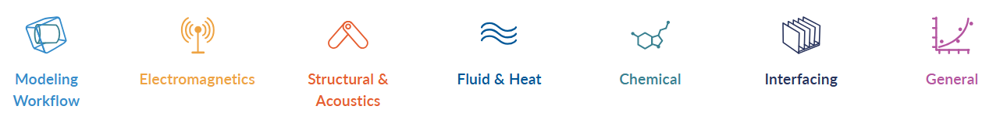 Modeling
Workflow
Electromagnetics
Structural &
Acoustics
Fluid & Heat
Chemical
Interfacing
General